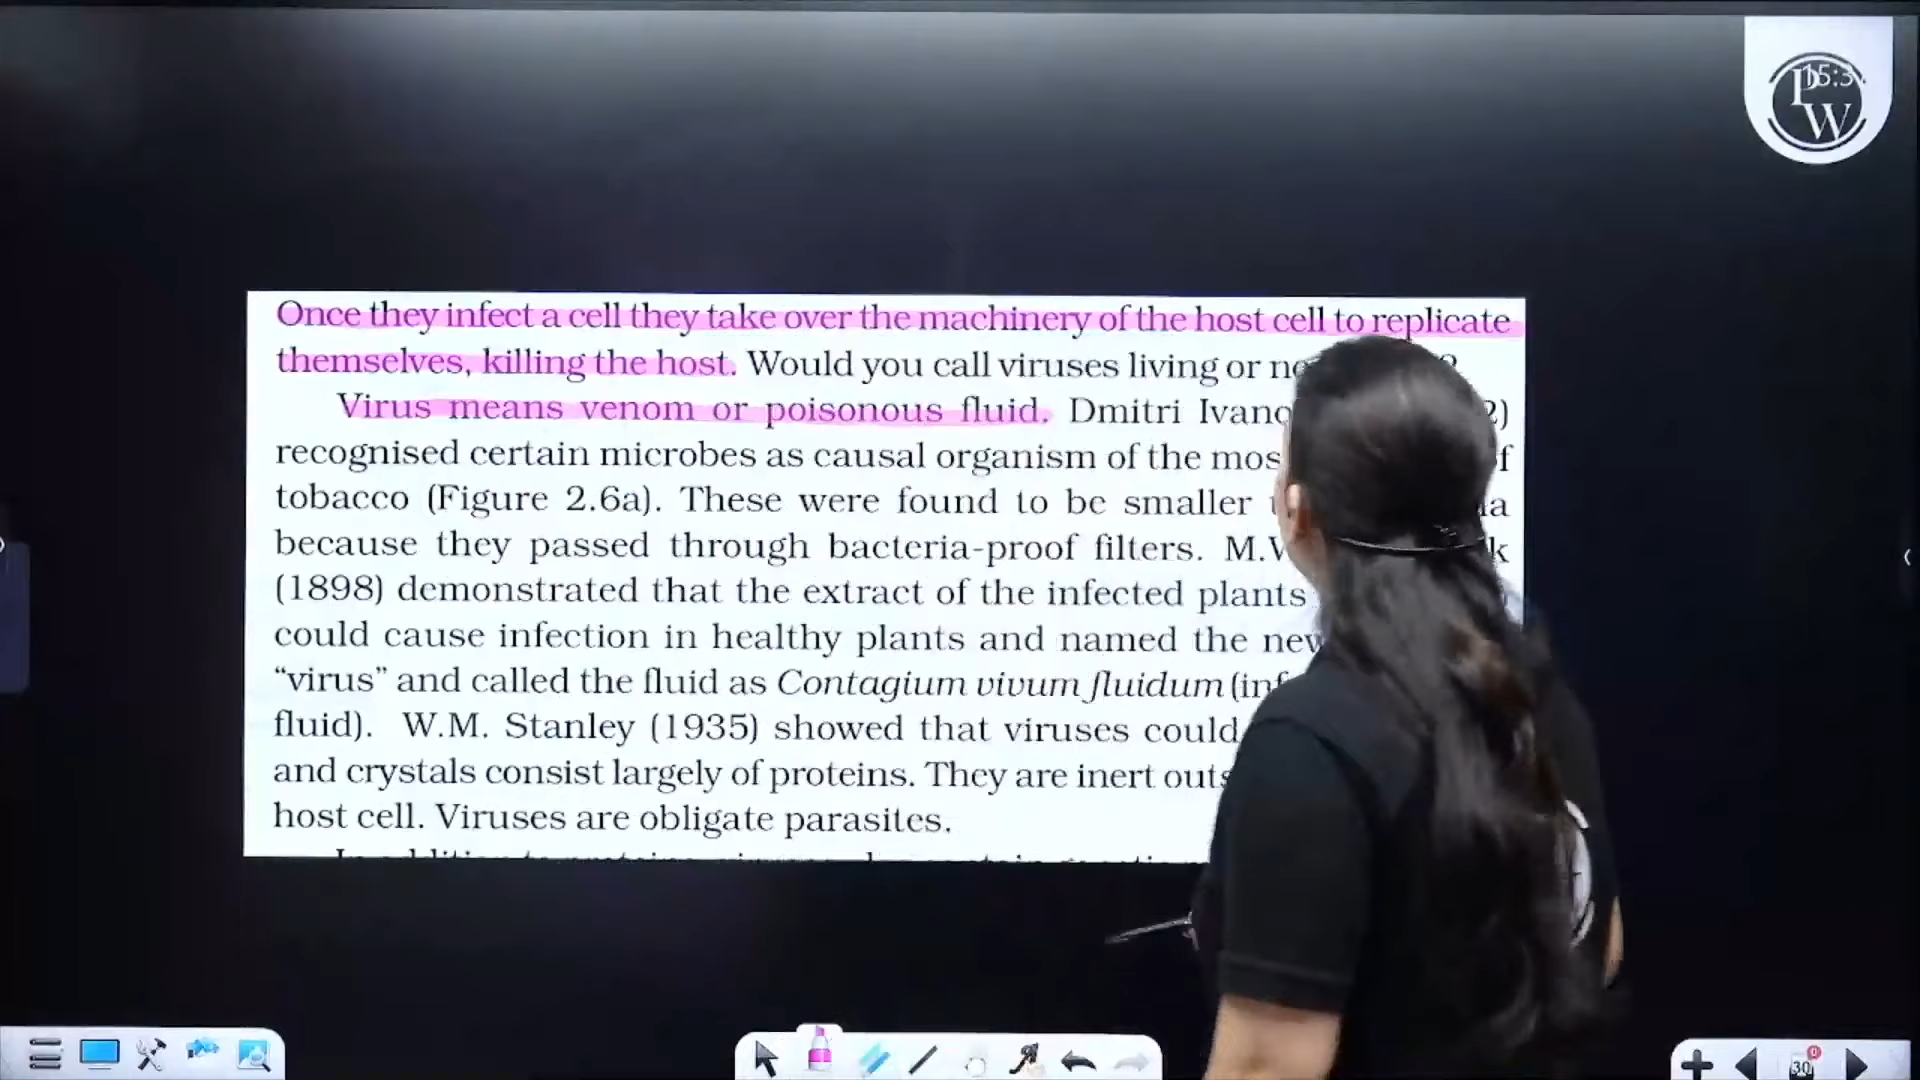 15:3
PW
Once they infect a cell they take over the machinery of the host cell to replicate
themselves, killing the host. Would you call viruses living or
Virus means venom or poisonous fluid. Dmitri 2)
recognised certain microbes as causal organism of the
tobacco (Figure 2.6a). These were found to be smaller
because they passed through bacteria-proof filters.
(1898) demonstrated that the extract of the infected plants
could cause infection in healthy plants and named the
“virus” and called the fluid as Contagium vivum fluidum
fluid). W.M. Stanley (1935) showed that viruses could
and crystals consist largely of proteins. They are inert
host cell. Viruses are obligate parasites.
30